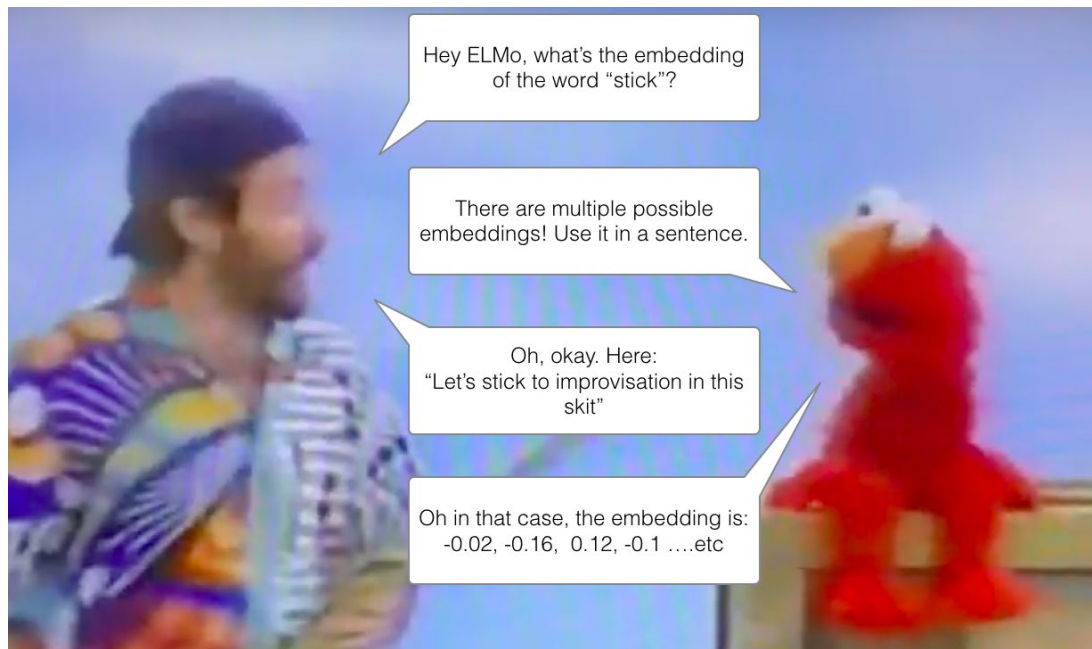 Hey ELMo, what’s the embedding
of the word “stick”?
There are multiple possible
embeddings! Use it in a sentence.
Oh, okay. Here:
“Let’s stick to improvisation in this
skit”
Oh in that case, the embedding is:
-0.02, -0.16, 0.12, -0.1 ….etc